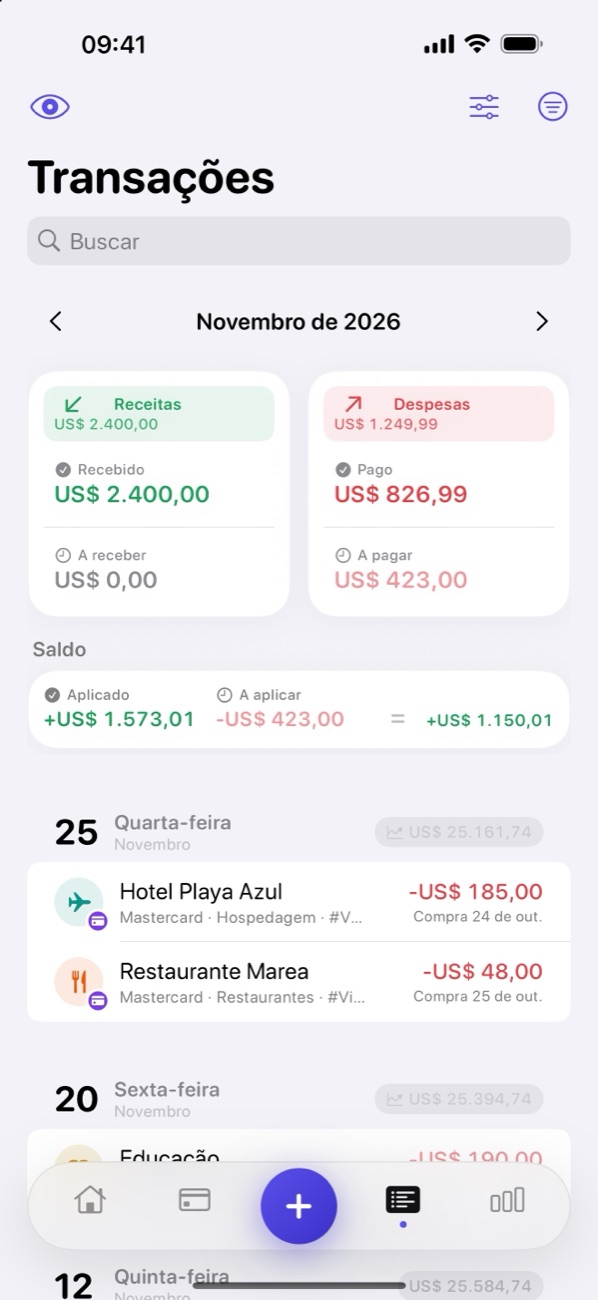 09:41
Transações
Buscar
Novembro de 2026
Receitas
US$ 2.400,00
Recebido
US$ 2.400,00
A receber
US$ 0,00
Despesas
US$ 1.249,99
Pago
US$ 826,99
A pagar
US$ 423,00
Saldo
Aplicado
+US$ 1.573,01
A aplicar
-US$ 423,00
=
+US$ 1.150,01
25 Quarta-feira
Novembro
US$ 25.161,74
Hotel Playa Azul
-US$ 185,00
Mastercard · Hospedagem · #V...
Compra 24 de out.
Restaurante Marea
-US$ 48,00
Mastercard · Restaurantes · #Vi...
Compra 25 de out.
20 Sexta-feira
Novembro
US$ 25.394,74
Educação
-US$ 190,00
12 Quinta-feira
Novembro
US$ 25.584,74